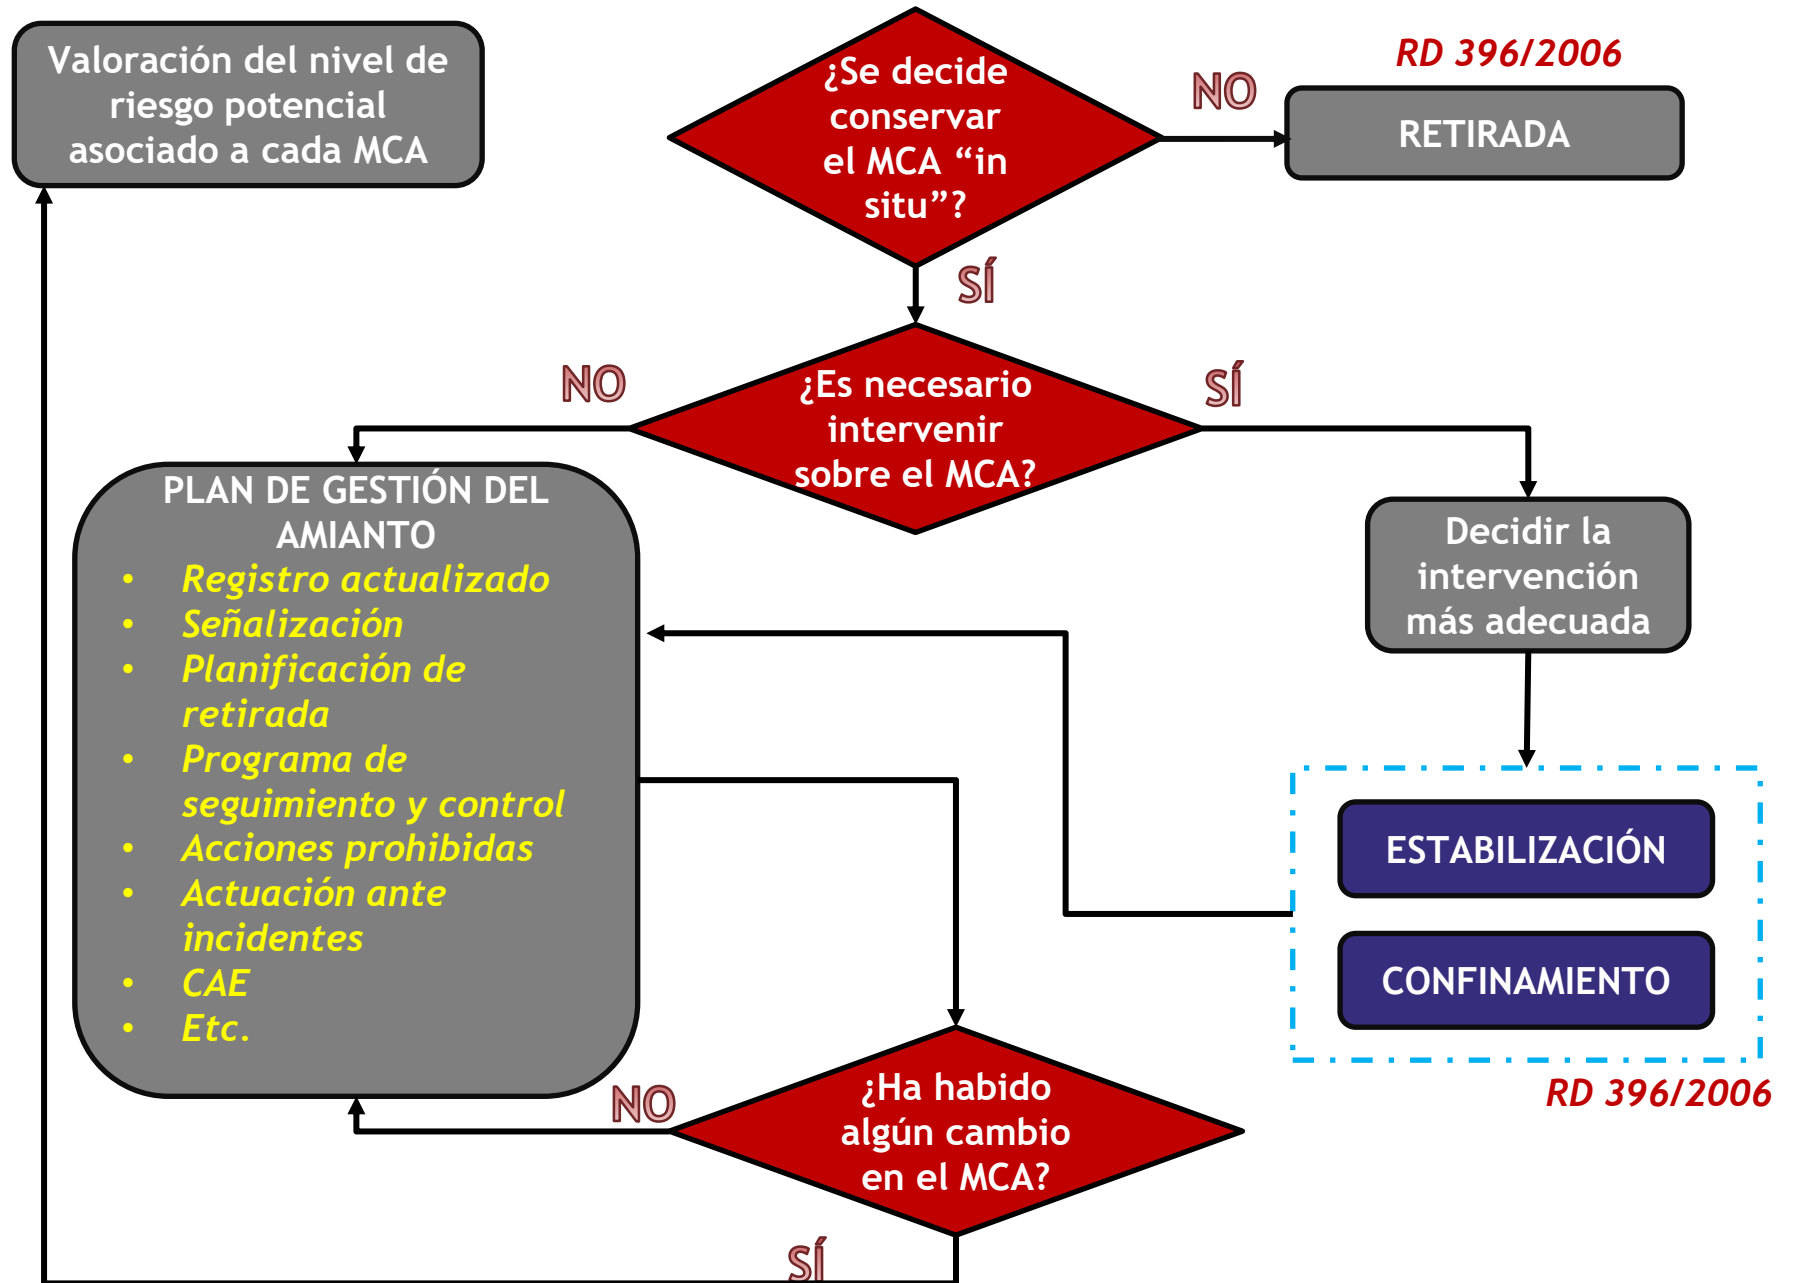 Valoración del nivel de
riesgo potencial
asociado a cada MCA
¿Se decide
conservar
el MCA “in
situ”?
NO
RD 396/2006
RETIRADA
SÍ
¿Es necesario
intervenir
sobre el MCA?
NO
SÍ
PLAN DE GESTIÓN DEL
AMIANTO
• Registro actualizado
• Señalización
• Planificación de
retirada
• Programa de
seguimiento y control
• Acciones prohibidas
• Actuación ante
incidentes
• CAE
• Etc.
Decidir la
intervención
más adecuada
ESTABILIZACIÓN
CONFINAMIENTO
RD 396/2006
¿Ha habido
algún cambio
en el MCA?
NO
SÍ